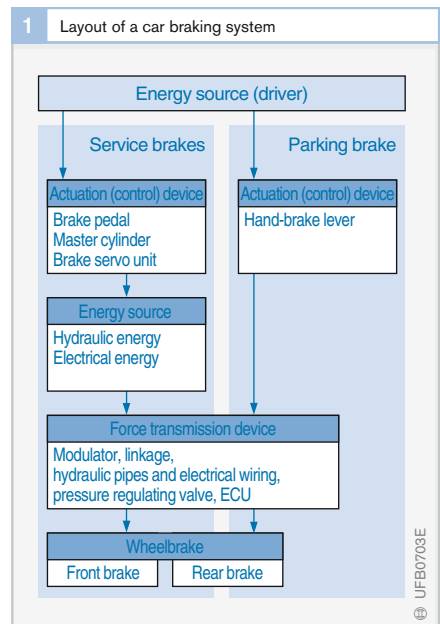 1 Layout of a car braking system
Energy source (driver)
Service brakes
Parking brake
Actuation (control) device
Brake pedal
Master cylinder
Brake servo unit
Actuation (control) device
Hand-brake lever
Energy source
Hydraulic energy
Electrical energy
Force transmission device
Modulator, linkage,
hydraulic pipes and electrical wiring,
pressure regulating valve, ECU
Wheelbrake
Front brake
Rear brake
© UFB0703E